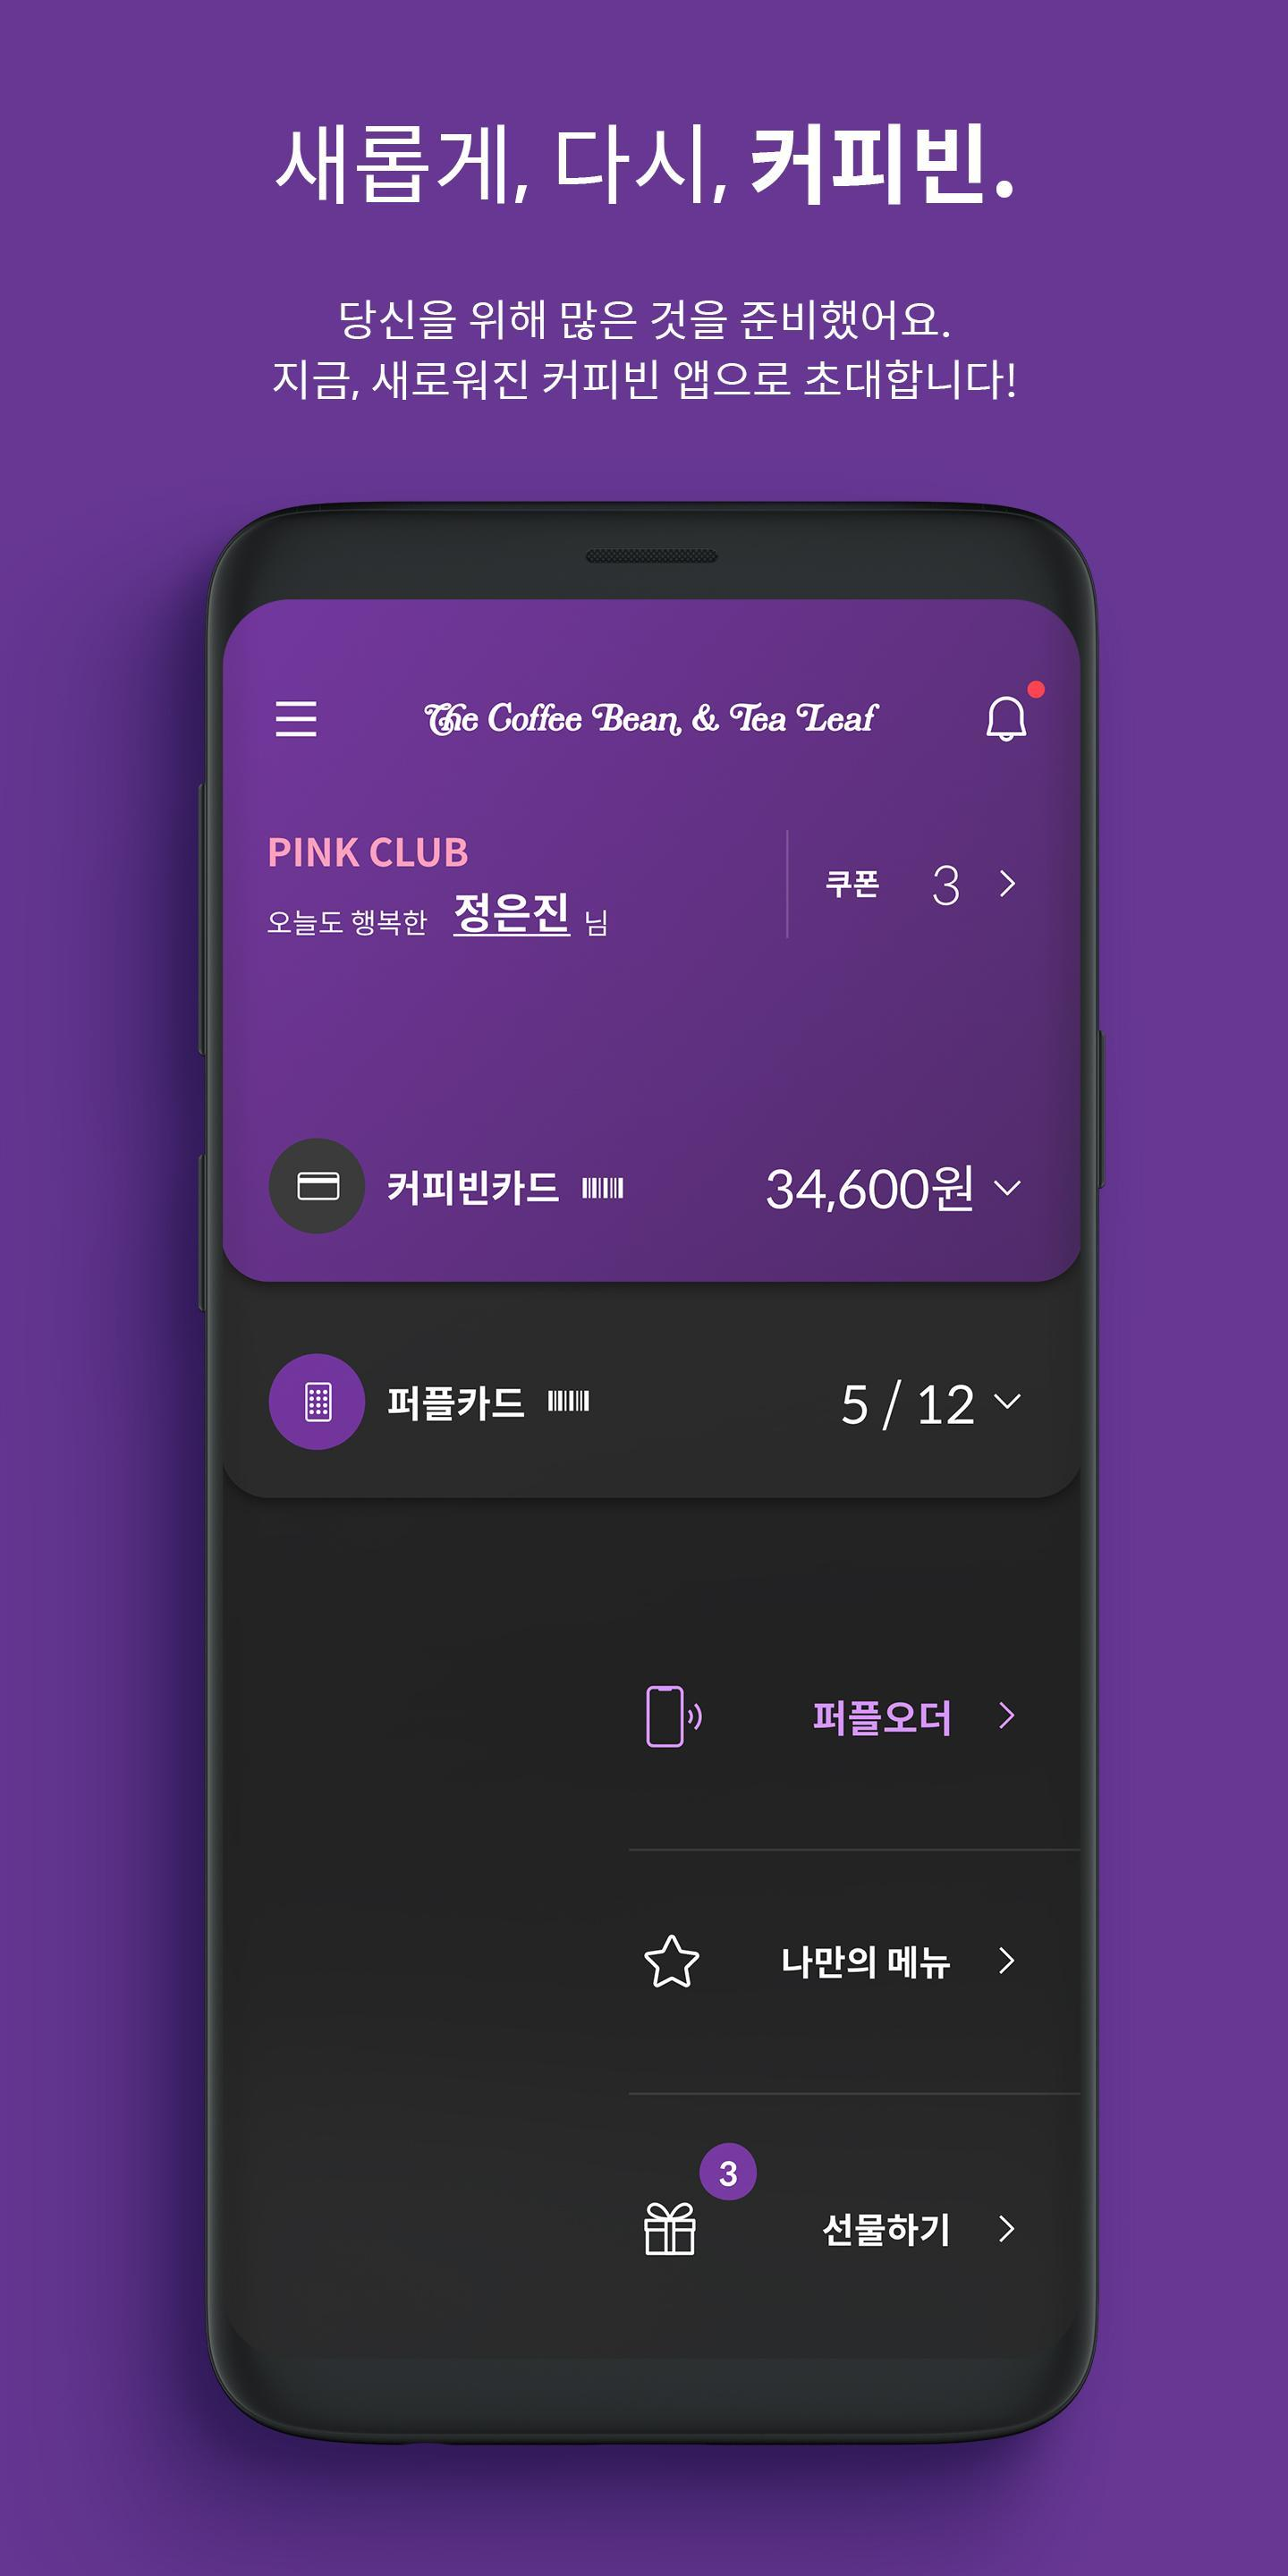 새롭게, 다시, 커피빈.
당신을 위해 많은 것을 준비했어요.
지금, 새로워진 커피빈 앱으로 초대합니다!
The Coffee Bean & Tea Leaf
PINK CLUB
오늘도 행복한 정은진 님
쿠폰 3
커피빈카드 34,600원
퍼플카드 5 / 12
퍼플오더
나만의 메뉴
3
선물하기